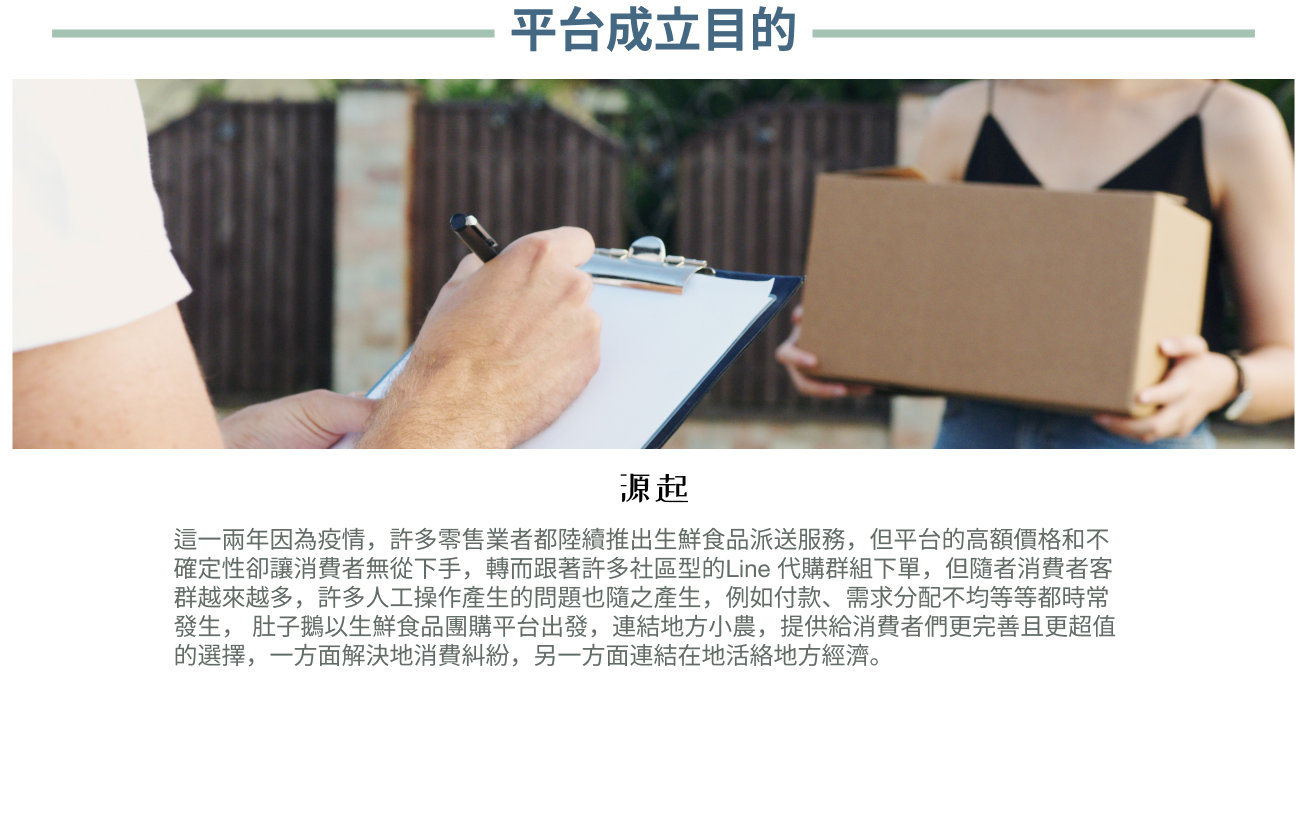 平台成立目的
源起
這一兩年因為疫情，許多零售業者都陸續推出生鮮食品派送服務，但平台的高額價格和不
確定性卻讓消費者無從下手，轉而跟著許多社區型的Line 代購群組下單，但隨者消費者客
群越來越多，許多人工操作產生的問題也隨之產生，例如付款、需求分配不均等等都時常
發生， 肚子鵝以生鮮食品團購平台出發，連結地方小農，提供給消費者們更完善且更超值
的選擇，一方面解決地消費糾紛，另一方面連結在地活絡地方經濟。